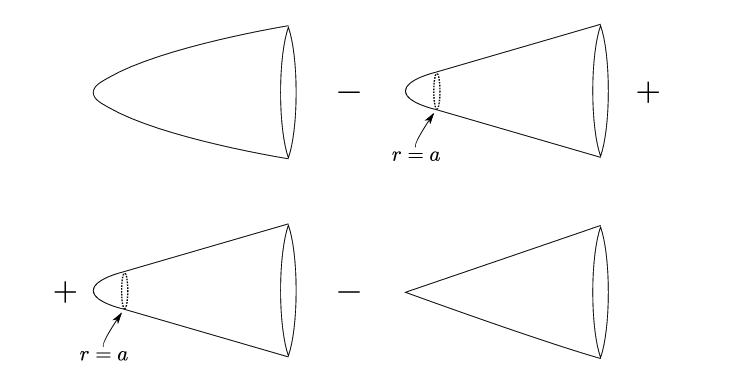 −
+
r = a
+
−
r = a